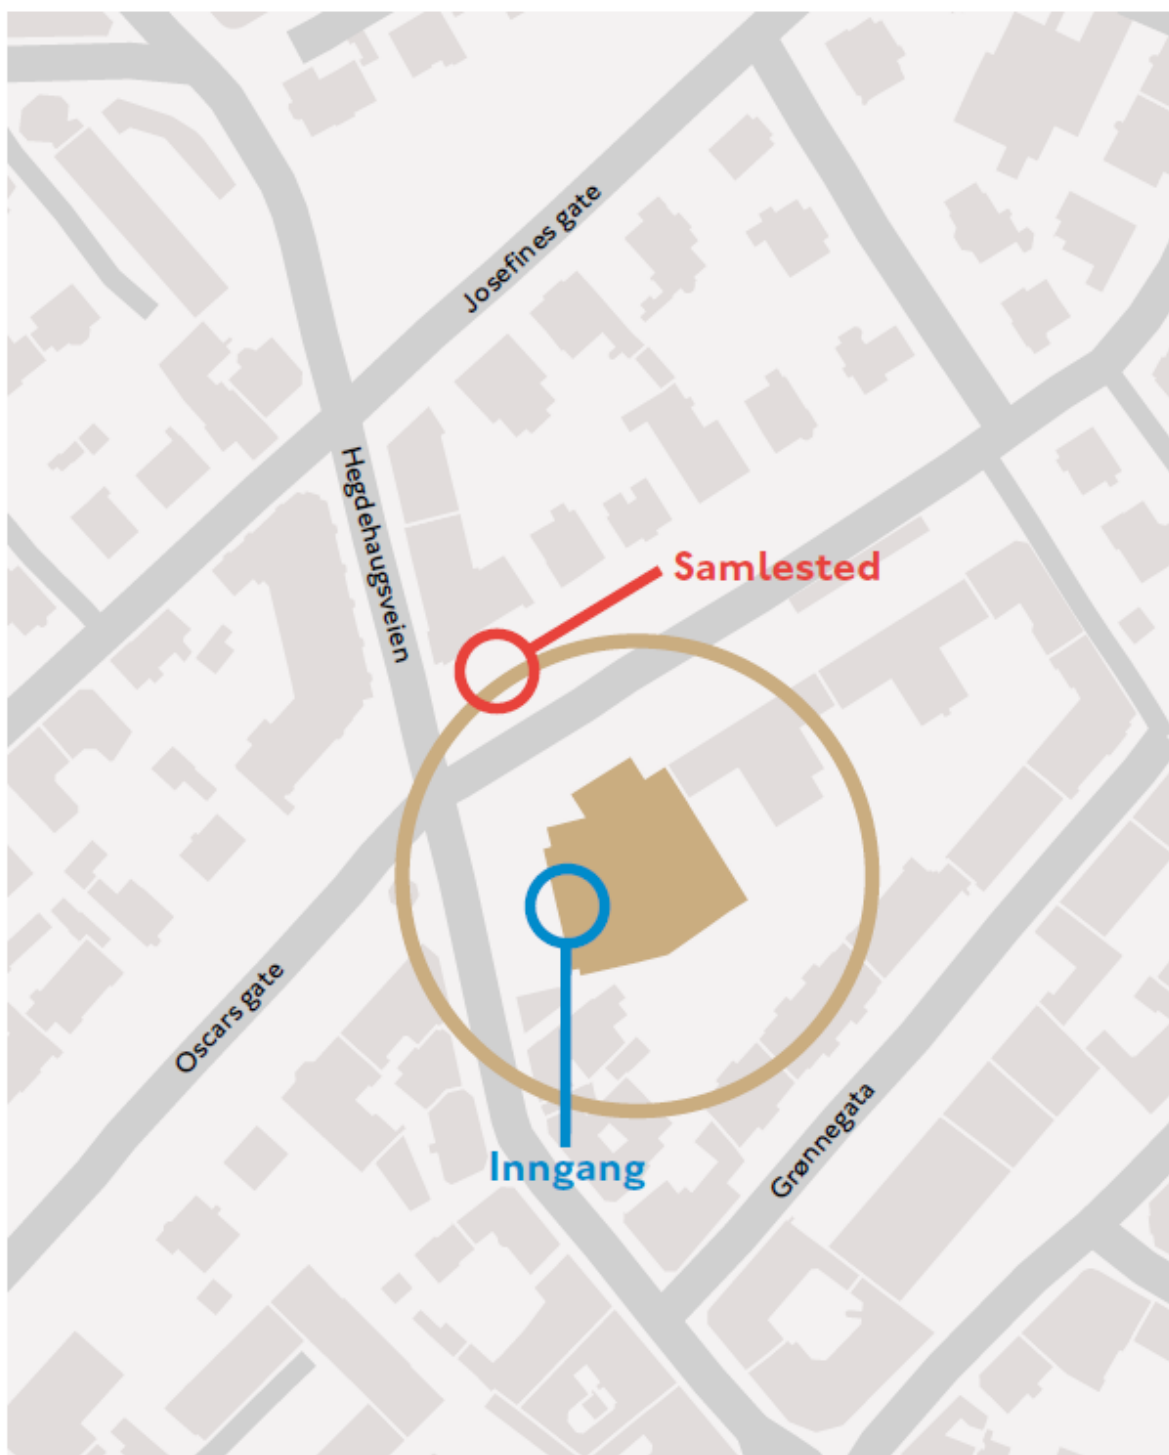 Josefines gate
Hegdehaugsveien
Samlested
Oscars gate
Grønnegata
Inngang